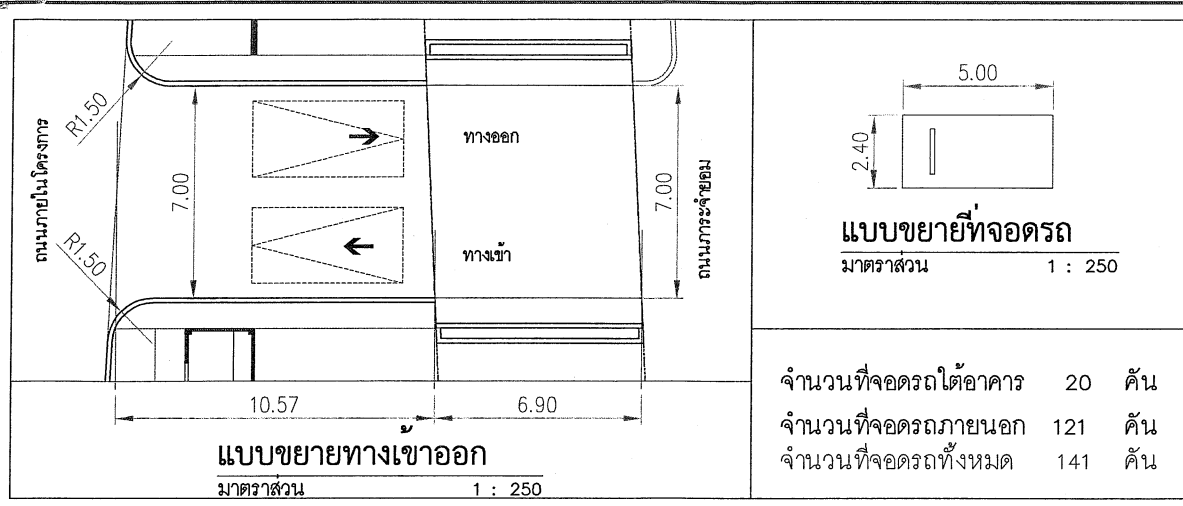 R1.50
ถนนภายในโครงการ
7.00
ทางออก
7.00
ถนนภาระจำยอม
R1.50
ทางเข้า
10.57
6.90
แบบขยายทางเข้าออก
มาตราส่วน 1 : 250
5.00
2.40
แบบขยายที่จอดรถ
มาตราส่วน 1 : 250
จำนวนที่จอดรถใต้อาคาร 20 คัน
จำนวนที่จอดรถภายนอก 121 คัน
จำนวนที่จอดรถทั้งหมด 141 คัน